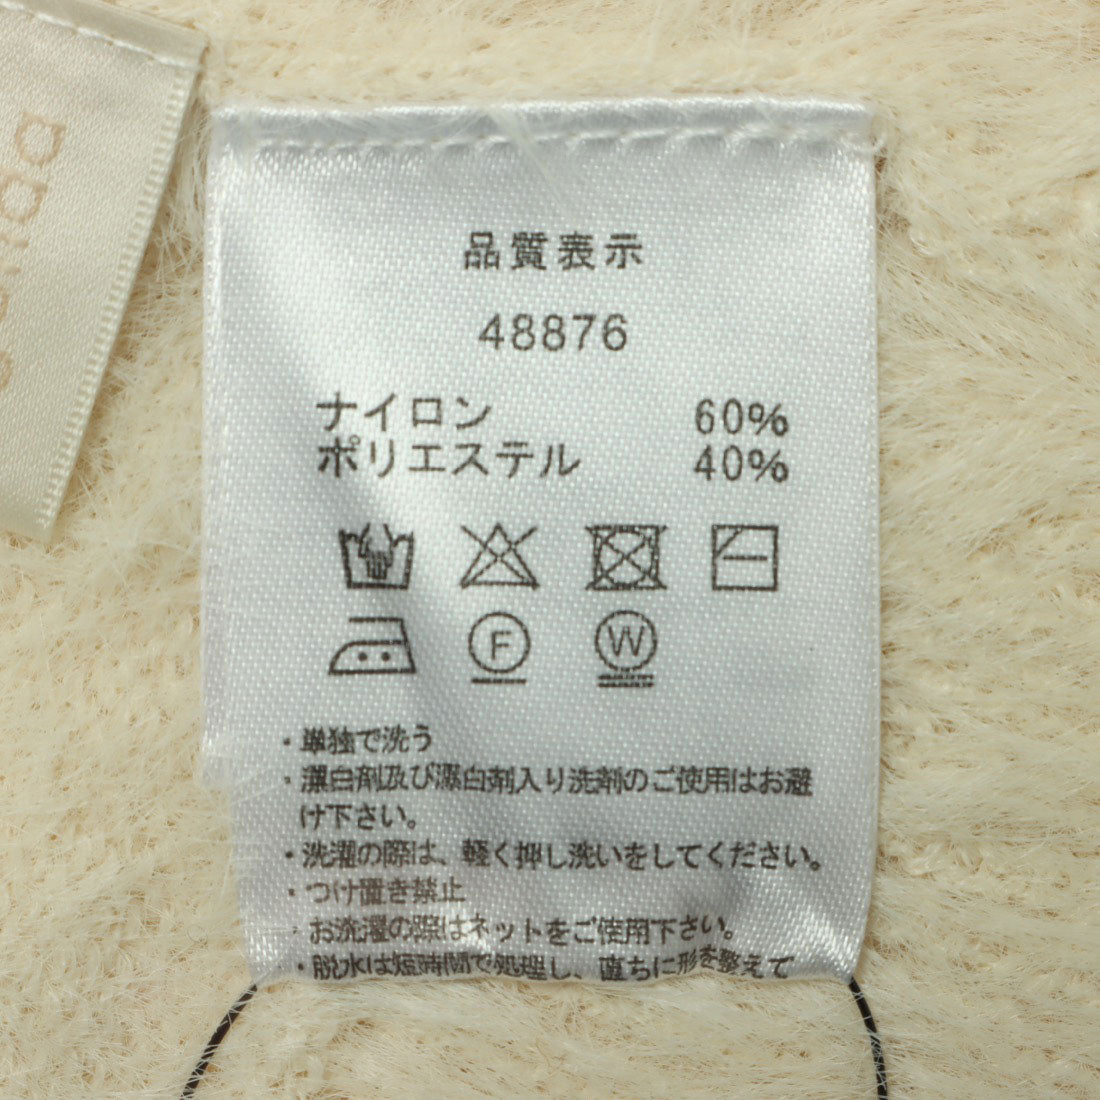 品質表示
48876
ナイロン 60%
ポリエステル 40%
F W
・単独で洗う
・漂白剤及び漂白剤入り洗剤のご使用はお避
け下さい。
・洗濯の際は、軽く押し洗いをしてください。
・つけ置き禁止
お洗濯の際はネットをご使用下さい。
・脱水は短時間で処理し、直ちに形を整えて